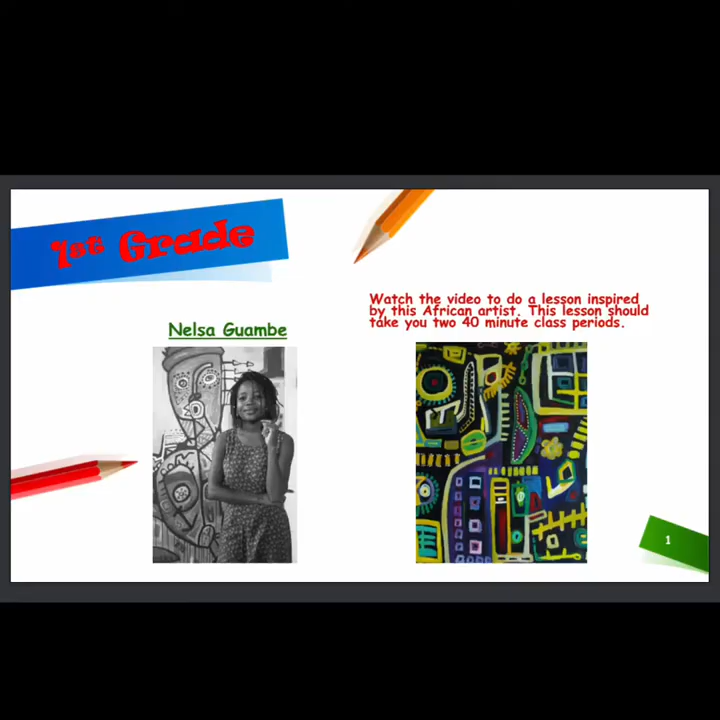 1st Grade
Watch the video to do a lesson inspired
by this African artist. This lesson should
take you two 40 minute class periods.
Nelsa Guambe
1